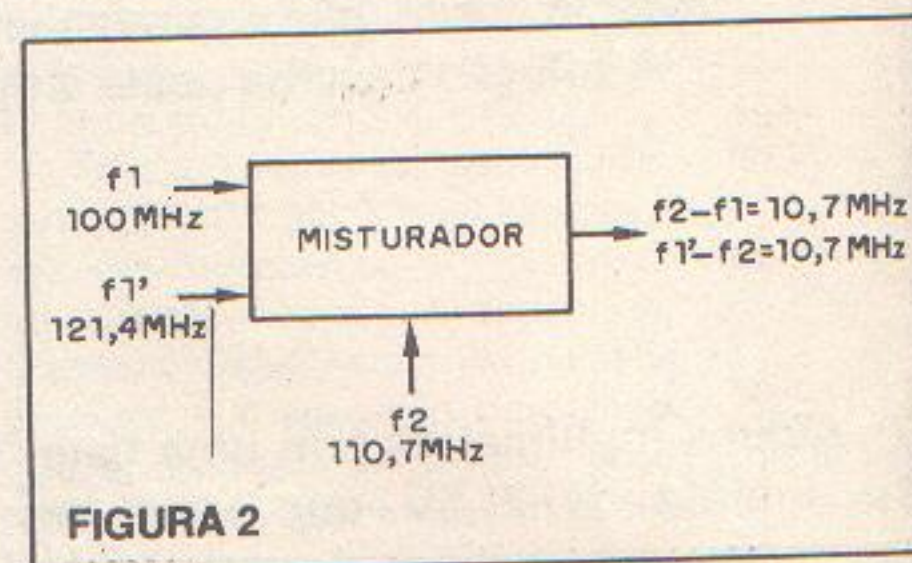 f1
100 MHz
f1'
121,4 MHz
MISTURADOR
f2-f1= 10,7 MHz
f1'-f2=10,7 MHz
f2
110,7MHz
FIGURA 2